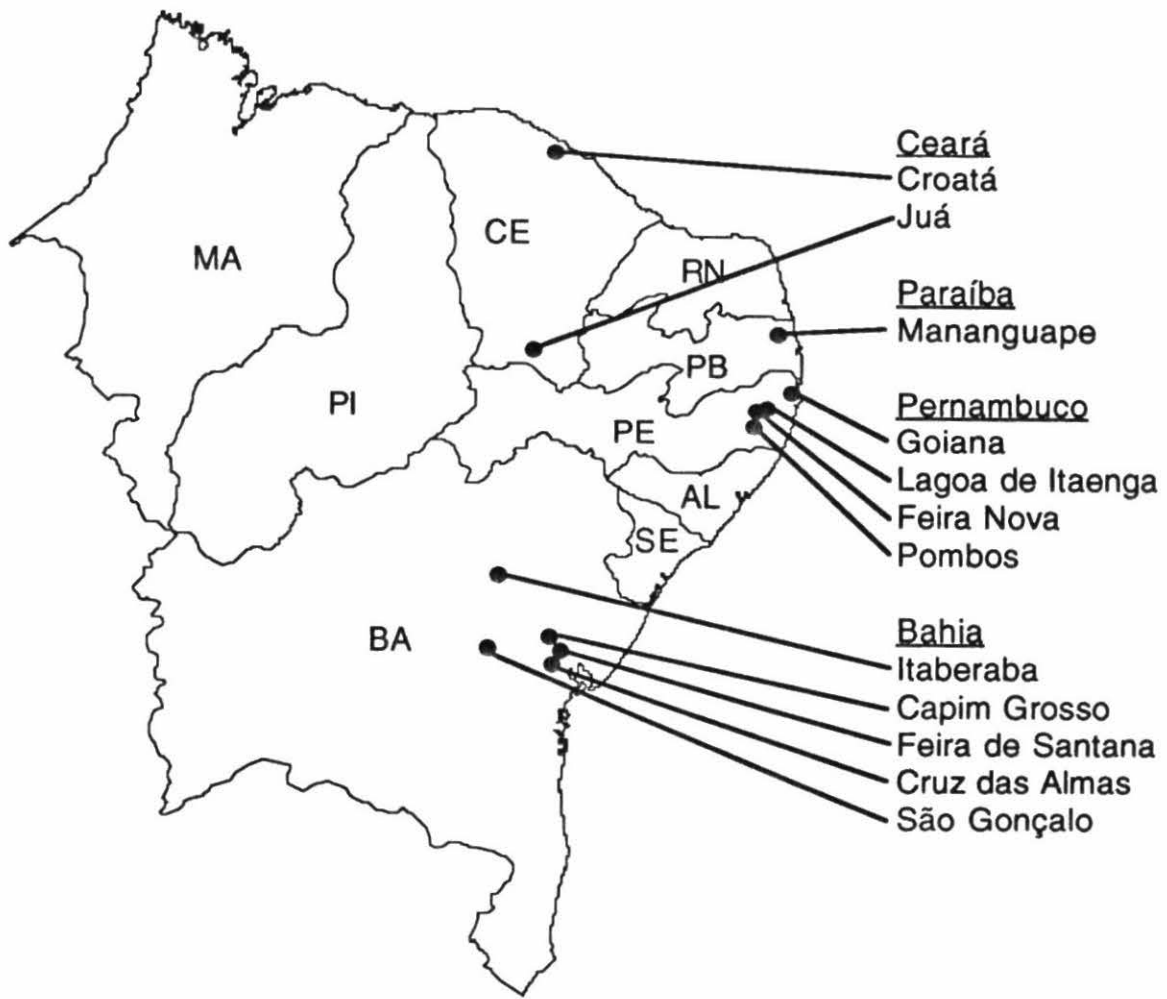 Ceará
Croatá
Juá
CE
MA
RN
Paraíba
Mananguape
PB
PI
Pernambuco
PE
Goiana
Lagoa de Itaenga
AL
Feira Nova
SE
Pombos
Bahia
BA
Itaberaba
Capim Grosso
Feira de Santana
Cruz das Almas
São Gonçalo